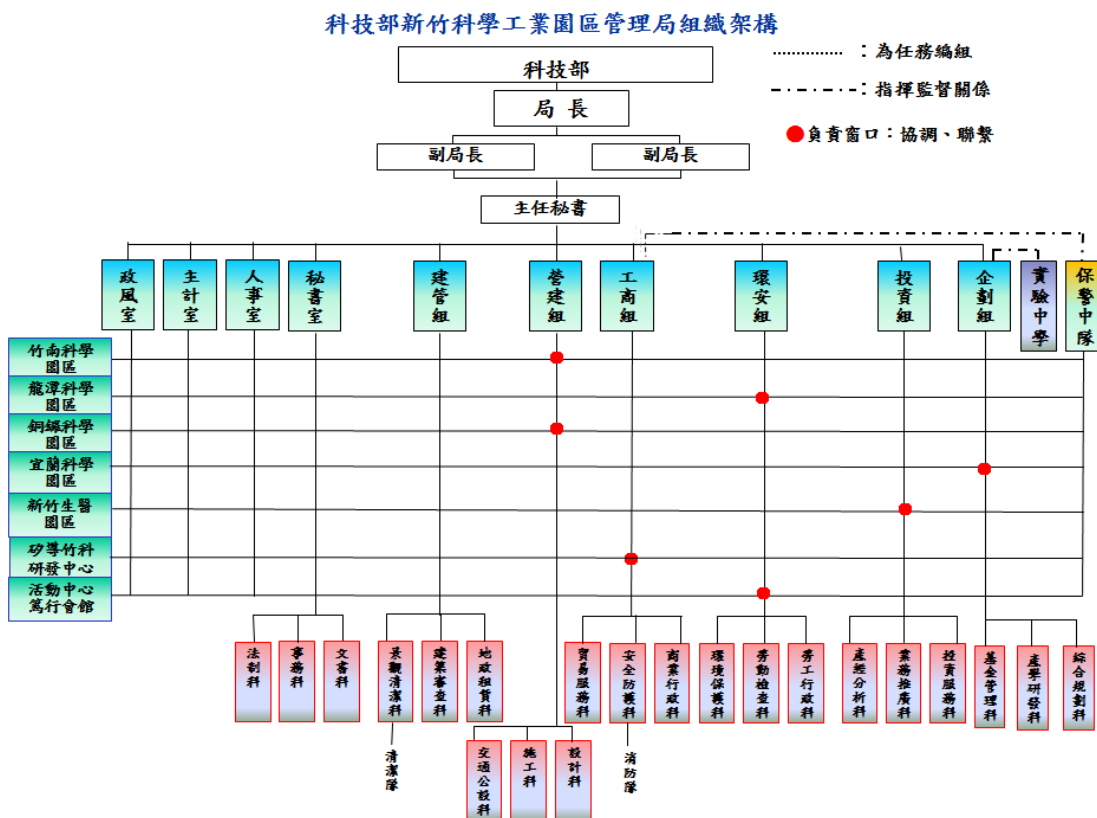 科技部新竹科學工業園區管理局組織架構
：為任務編組
：指揮監督關係
負責窗口：協調、聯繫
科技部
局 長
副局長
副局長
主任秘書
政風室
主計室
人事室
秘書室
建管組
營建組
工商組
環安組
投資組
企劃組
實驗中學
保警中隊
竹南科學
園區
龍潭科學
園區
銅鑼科學
園區
宜蘭科學
園區
新竹生醫
園區
矽導竹科
研發中心
活動中心
篤行會館
法制科
事務科
文書科
景觀清潔科
建築審查科
地政租賃科
貿易服務科
安全防護科
商業行政科
環境保護科
勞動檢查科
勞工行政科
產經分析科
業務推廣科
投資服務科
基金管理科
產學研發科
綜合規劃科
清潔隊
交通公設科
施工科
設計科
消防隊